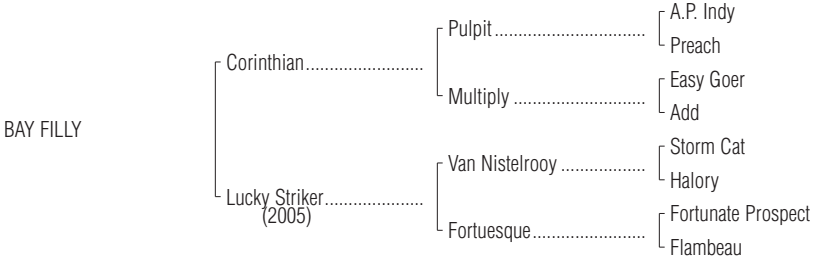 A.P. Indy
Pulpit..............................
Preach
Corinthian........................
Easy Goer
Multiply ...........................
Add
BAY FILLY
Storm Cat
Van Nistelrooy .................
Halory
Lucky Striker....................
(2005)
Fortunate Prospect
Fortuesque.......................
Flambeau